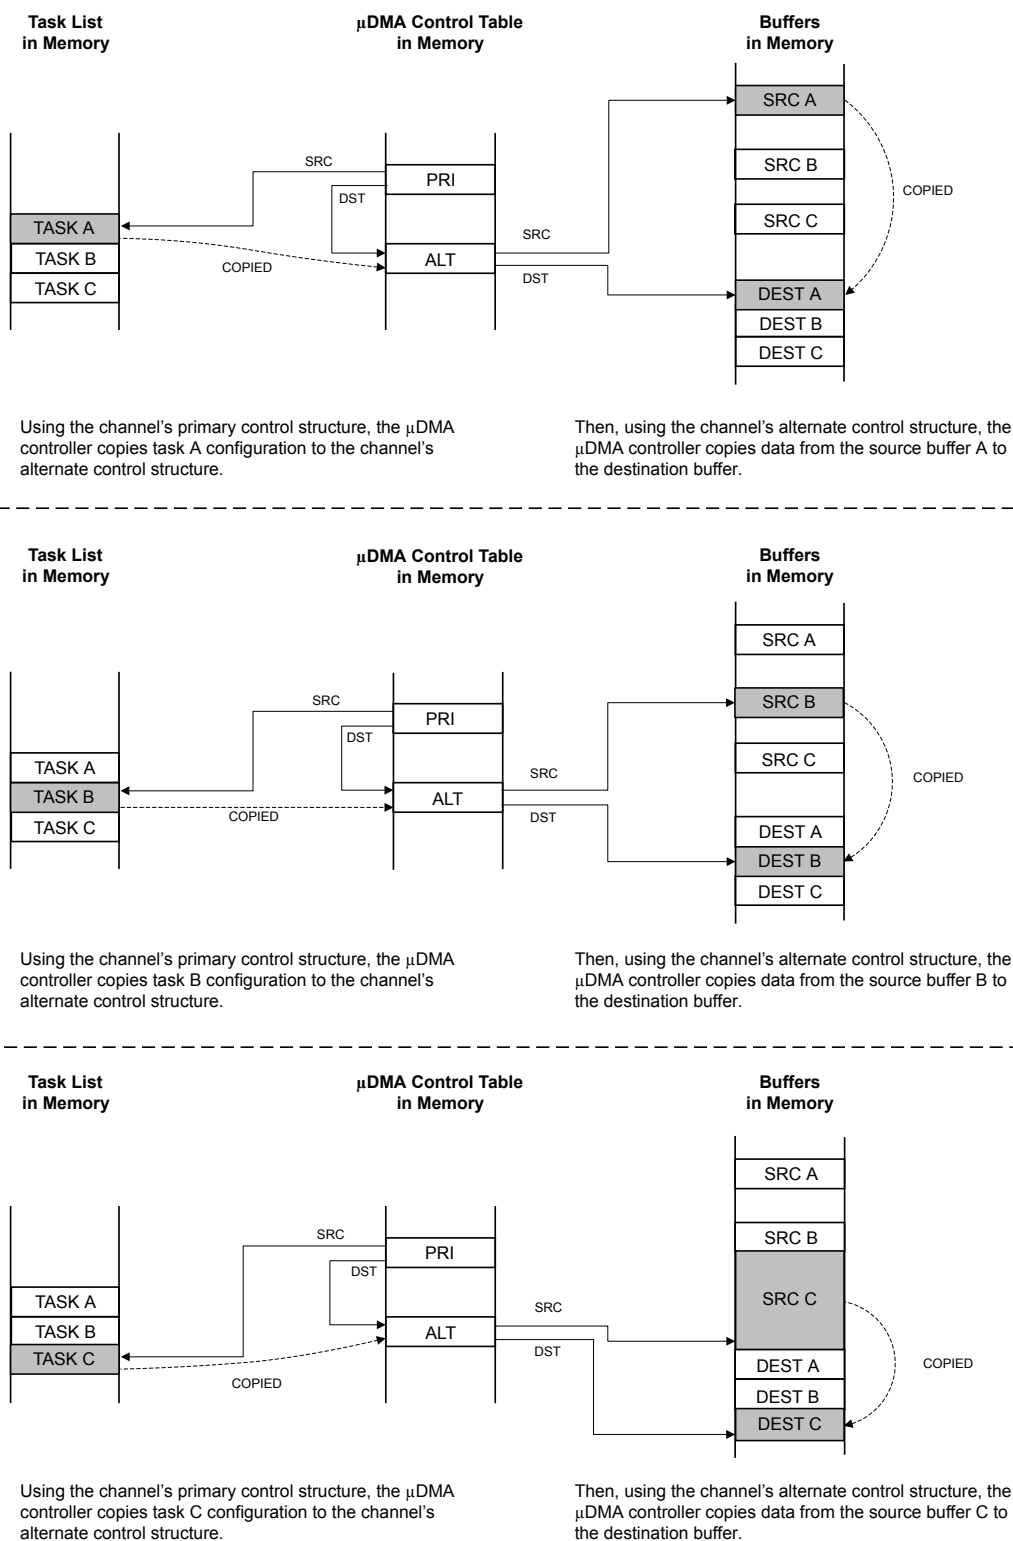 Task List
in Memory
μDMA Control Table
in Memory
Buffers
in Memory
SRC A
SRC B
SRC C
COPIED
SRC
PRI
DST
TASK A
TASK B
TASK C
COPIED
ALT
SRC
DST
DEST A
DEST B
DEST C
Using the channel's primary control structure, the μDMA
controller copies task A configuration to the channel's
alternate control structure.
Then, using the channel's alternate control structure, the
μDMA controller copies data from the source buffer A to
the destination buffer.
Task List
in Memory
μDMA Control Table
in Memory
Buffers
in Memory
SRC A
SRC B
SRC C
COPIED
SRC
PRI
DST
TASK A
TASK B
TASK C
COPIED
ALT
SRC
DST
DEST A
DEST B
DEST C
Using the channel's primary control structure, the μDMA
controller copies task B configuration to the channel's
alternate control structure.
Then, using the channel's alternate control structure, the
μDMA controller copies data from the source buffer B to
the destination buffer.
Task List
in Memory
μDMA Control Table
in Memory
Buffers
in Memory
SRC A
SRC B
SRC C
COPIED
SRC
PRI
DST
TASK A
TASK B
TASK C
COPIED
ALT
SRC
DST
DEST A
DEST B
DEST C
Using the channel's primary control structure, the μDMA
controller copies task C configuration to the channel's
alternate control structure.
Then, using the channel's alternate control structure, the
μDMA controller copies data from the source buffer C to
the destination buffer.